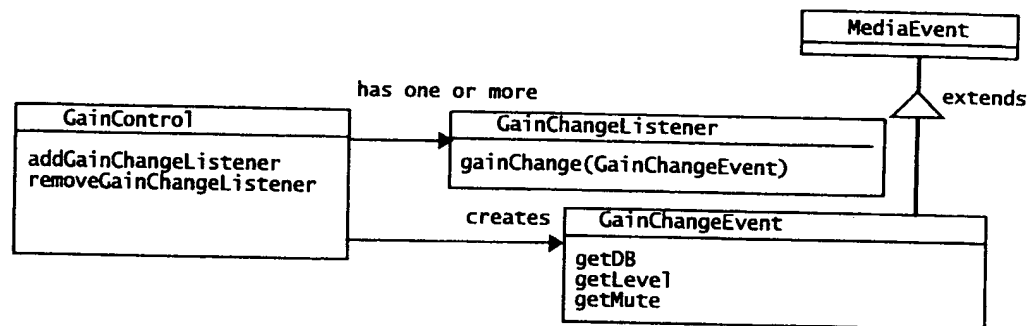 MediaEvent
extends
has one or more
GainControl
addGainChangeListener
removeGainChangeListener
GainChangeListener
gainChange(GainChangeEvent)
creates
GainChangeEvent
getDB
getLevel
getMute